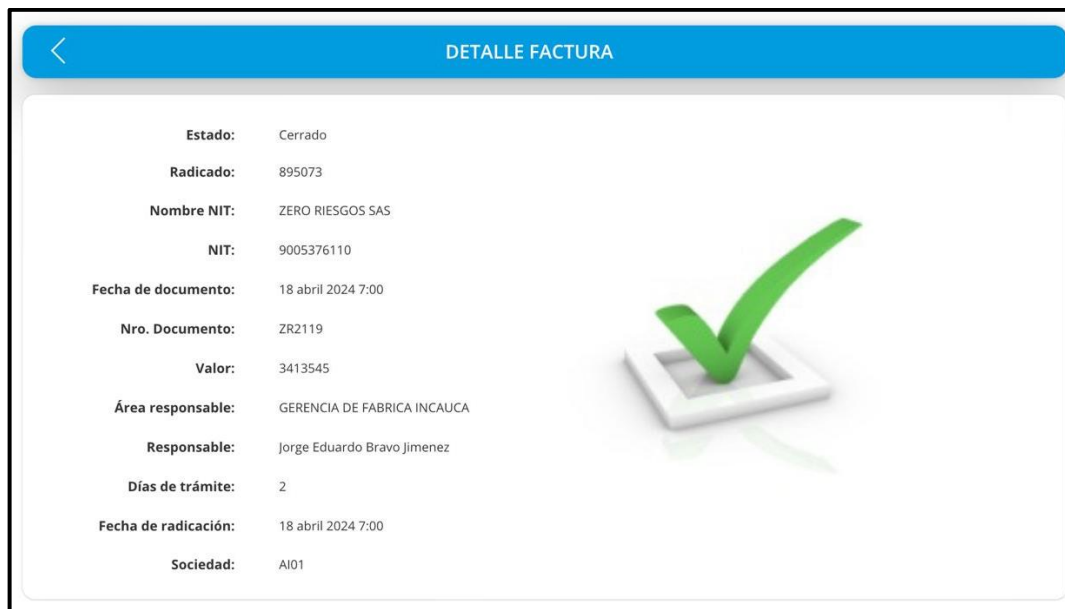 DETALLE FACTURA
Estado: Cerrado
Radicado: 895073
Nombre NIT: ZERO RIESGOS SAS
NIT: 9005376110
Fecha de documento: 18 abril 2024 7:00
Nro. Documento: ZR2119
Valor: 3413545
Área responsable: GERENCIA DE FABRICA INCAUCA
Responsable: Jorge Eduardo Bravo Jimenez
Días de trámite: 2
Fecha de radicación: 18 abril 2024 7:00
Sociedad: AI01